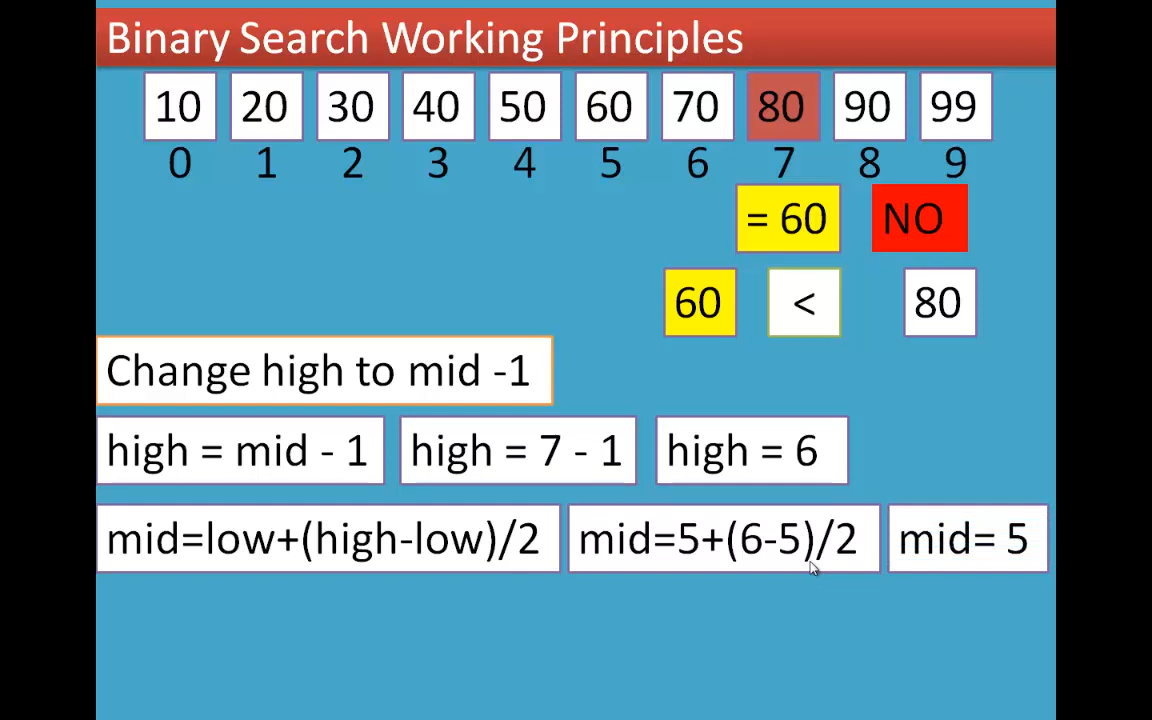 Binary Search Working Principles
10 20 30 40 50 60 70 80 90 99
0 1 2 3 4 5 6 7 8 9
= 60 NO
60 < 80
Change high to mid -1
high = mid - 1 high = 7 - 1 high = 6
mid=low+(high-low)/2 mid=5+(6-5)/2 mid= 5